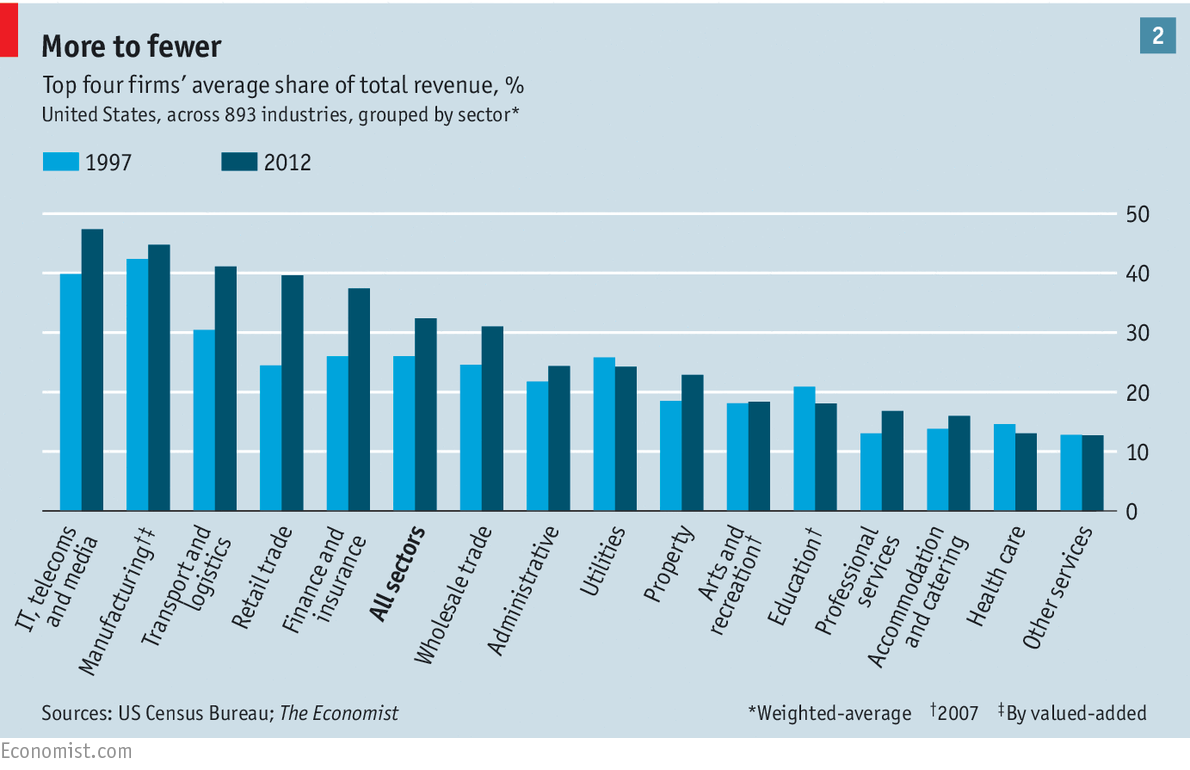 More to fewer
2
Top four firms’ average share of total revenue, %
United States, across 893 industries, grouped by sector*
1997
2012
50
40
30
20
10
0
IT, telecoms
and media
Manufacturing†‡
Transport and
logistics
Retail trade
Finance and
insurance
All sectors
Wholesale trade
Administrative
Utilities
Property
Arts and
recreation†
Education†
Professional
services
Accommodation
and catering
Health care
Other services
Sources: US Census Bureau; The Economist
*Weighted-average †2007 ‡By valued-added
Economist.com